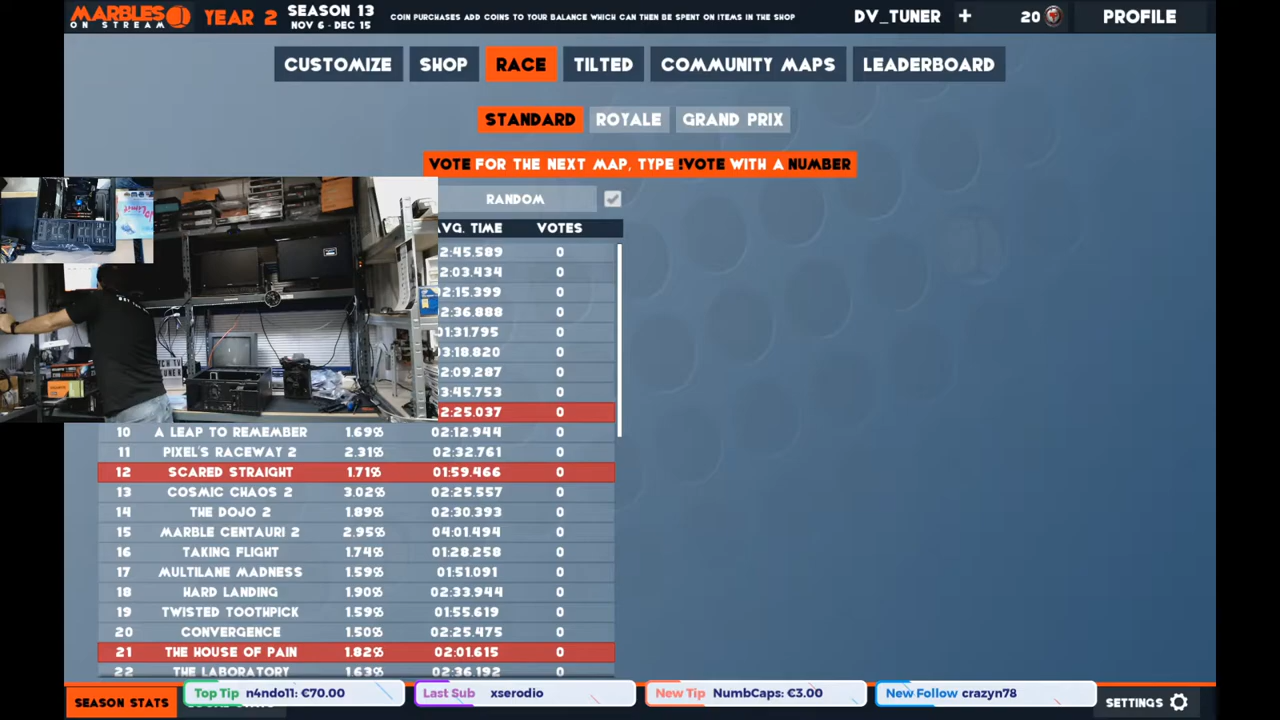 MARBLES
ON STREAM
YEAR 2
SEASON 13
NOV 6 - DEC 15
COIN PURCHASES ADD COINS TO YOUR BALANCE WHICH CAN THEN BE SPENT ON ITEMS IN THE SHOP
DV_TUNER +
20
PROFILE
CUSTOMIZE SHOP RACE TILTED COMMUNITY MAPS LEADERBOARD
STANDARD ROYALE GRAND PRIX
VOTE FOR THE NEXT MAP, TYPE !VOTE WITH A NUMBER
RANDOM
AVG. TIME VOTES
2:45.589 0
2:03.434 0
2:15.399 0
2:36.888 0
01:31.795 0
03:18.820 0
2:09.287 0
3:45.753 0
2:25.037 0
10 A LEAP TO REMEMBER 1.69% 02:12.944 0
11 PIXEL'S RACEWAY 2 2.31% 02:32.761 0
12 SCARED STRAIGHT 1.71% 01:59.466 0
13 COSMIC CHAOS 2 3.02% 02:25.557 0
14 THE DOJO 2 1.89% 02:30.393 0
15 MARBLE CENTAURI 2 2.95% 04:01.494 0
16 TAKING FLIGHT 1.74% 01:28.258 0
17 MULTILANE MADNESS 1.59% 01:51.091 0
18 HARD LANDING 1.90% 02:33.944 0
19 TWISTED TOOTHPICK 1.59% 01:55.619 0
20 CONVERGENCE 1.50% 02:25.475 0
21 THE HOUSE OF PAIN 1.82% 02:01.615 0
22 THE LABORATORY 1.63% 02:36.192 0
SEASON STATS
Top Tip n4ndo11: €70.00
Last Sub xserodio
New Tip NumbCaps: €3.00
New Follow crazyn78
SETTINGS